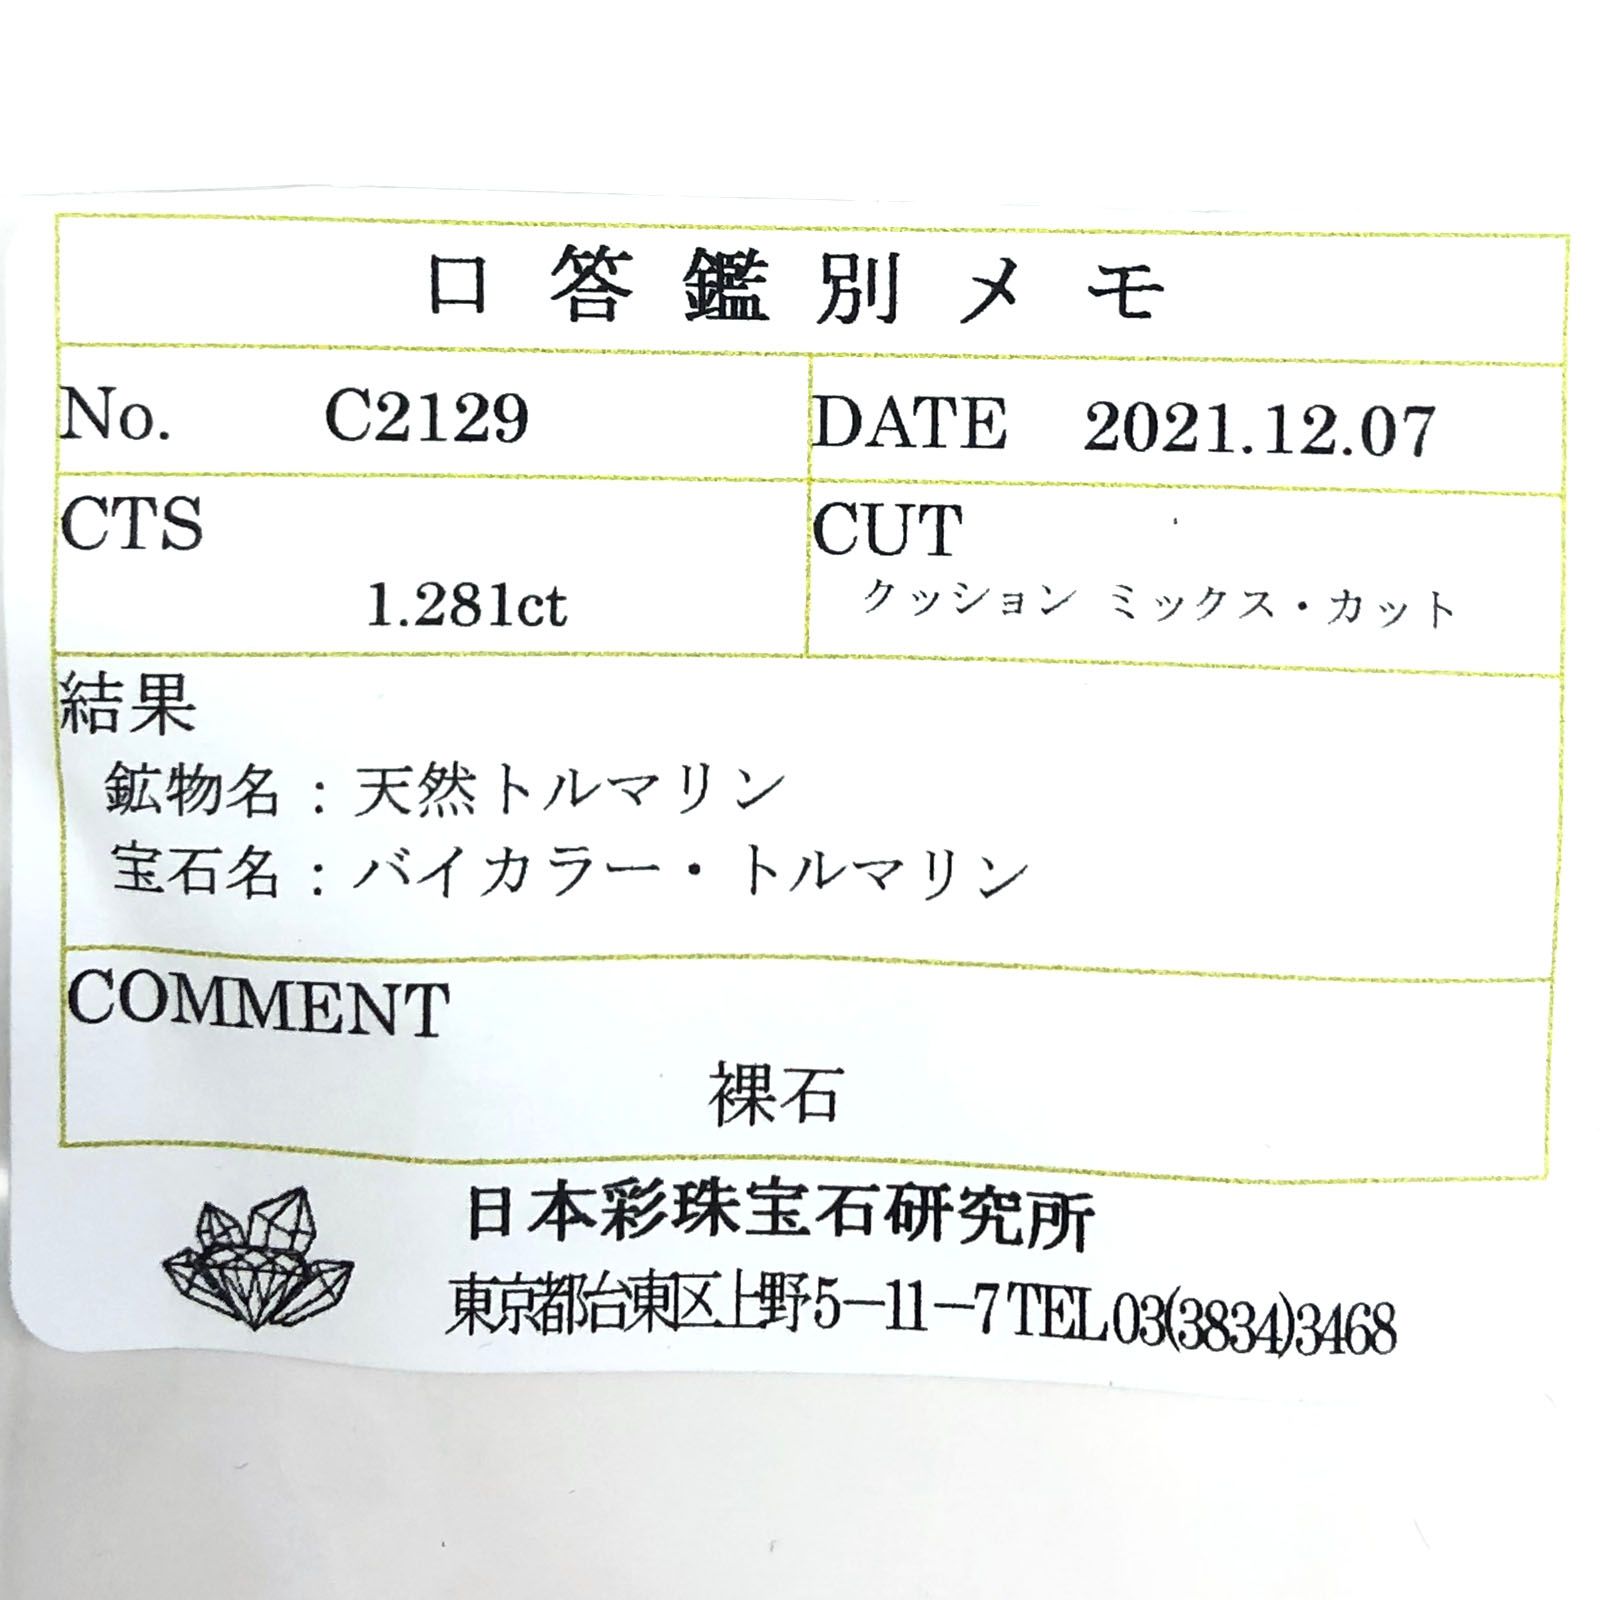 口答鑑別メモ
No. C2129 DATE 2021.12.07
CTS CUT
1.281ct クッション ミックス・カット
結果
鉱物名：天然トルマリン
宝石名：バイカラー・トルマリン
COMMENT
裸石
日本彩珠宝石研究所
東京都台東区上野5-11-7 TEL 03(3834)3468